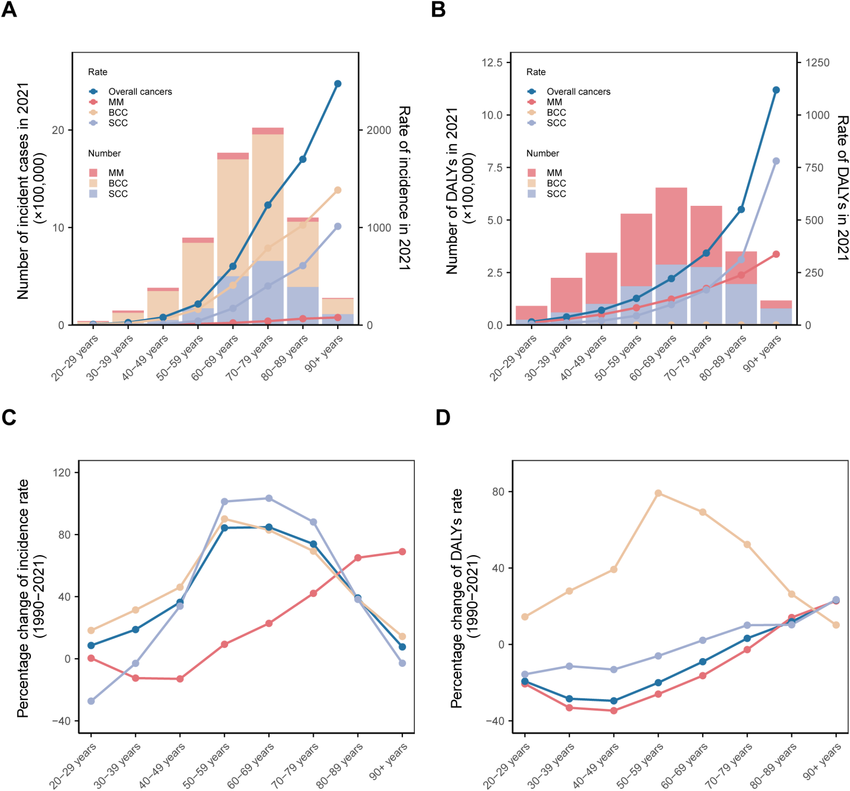 A
Number of incident cases in 2021
(×100,000)
20
10
0
Rate
Overall cancers
MM
BCC
SCC
Number
MM
BCC
SCC
2000
1000
0
Rate of incidence in 2021
20−29 years
30−39 years
40−49 years
50−59 years
60−69 years
70−79 years
80−89 years
90+ years
B
Number of DALYs in 2021
(×100,000)
12.5
10.0
7.5
5.0
2.5
0.0
Rate
Overall cancers
MM
BCC
SCC
Number
MM
BCC
SCC
1250
1000
750
500
250
0
Rate of DALYs in 2021
20−29 years
30−39 years
40−49 years
50−59 years
60−69 years
70−79 years
80−89 years
90+ years
C
Percentage change of incidence rate
(1990−2021)
120
80
40
0
−40
20−29 years
30−39 years
40−49 years
50−59 years
60−69 years
70−79 years
80−89 years
90+ years
D
Percentage change of DALYs rate
(1990−2021)
80
40
0
−40
20−29 years
30−39 years
40−49 years
50−59 years
60−69 years
70−79 years
80−89 years
90+ years